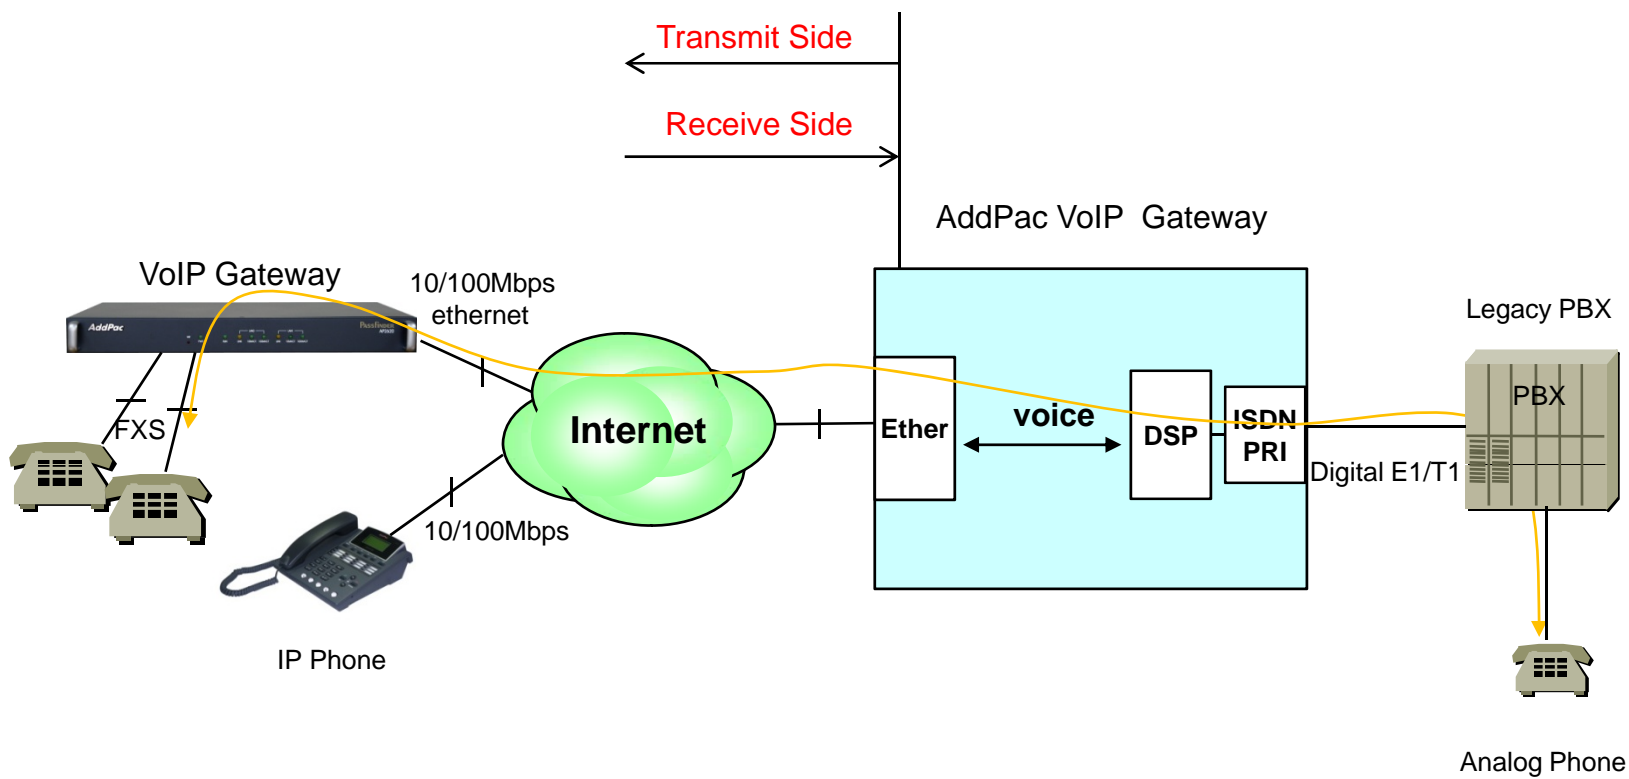 Transmit Side
Receive Side
AddPac VoIP  Gateway
VoIP Gateway
10/100Mbps
ethernet
AddPac
Legacy PBX
PBX
Internet
Ether
voice
DSP
ISDN
PRI
Digital E1/T1
FXS
10/100Mbps
IP Phone
Analog Phone